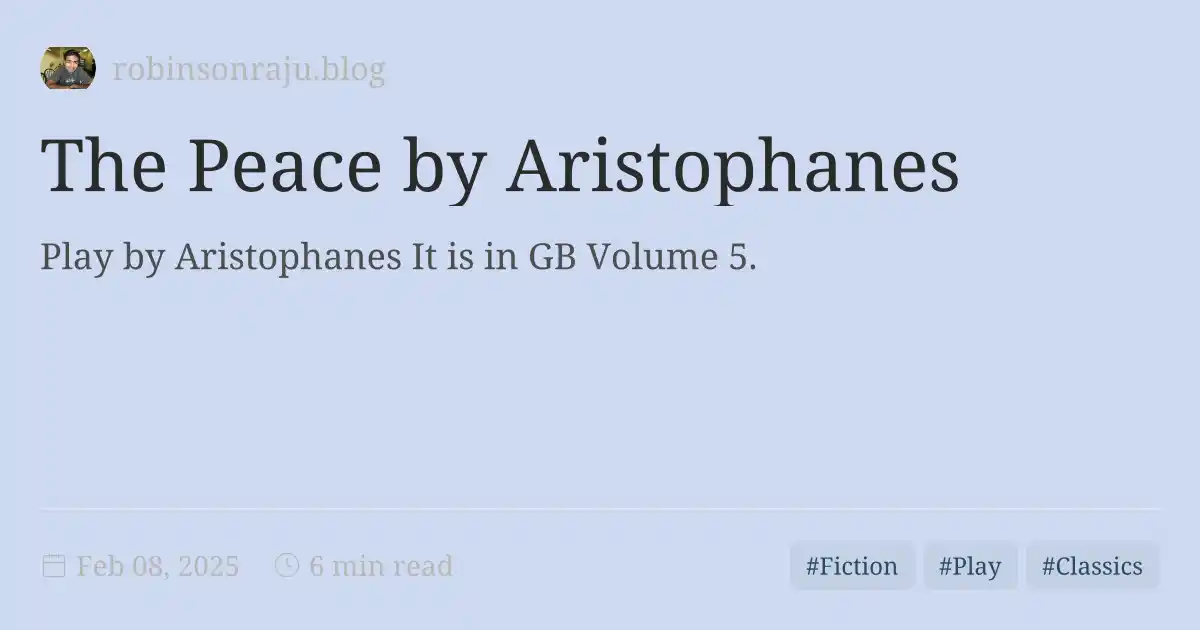 robinsonraju.blog
The Peace by Aristophanes
Play by Aristophanes It is in GB Volume 5.
Feb 08, 2025 6 min read #Fiction #Play #Classics